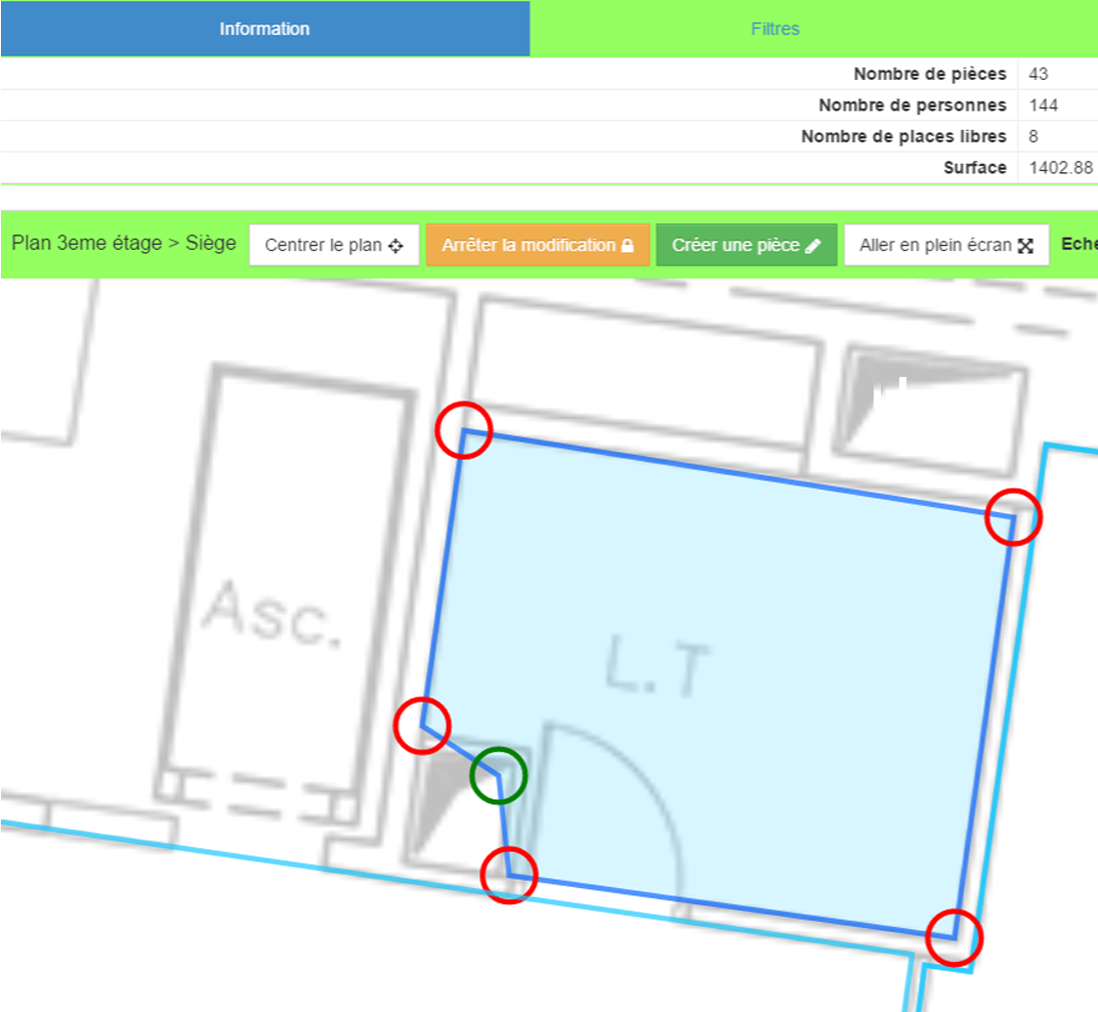 Information Filtres
Nombre de pièces 43
Nombre de personnes 144
Nombre de places libres 8
Surface 1402.88
Plan 3eme étage > Siège Centrer le plan Arrêter la modification Créer une pièce Aller en plein écran Eche
Asc.
L.T